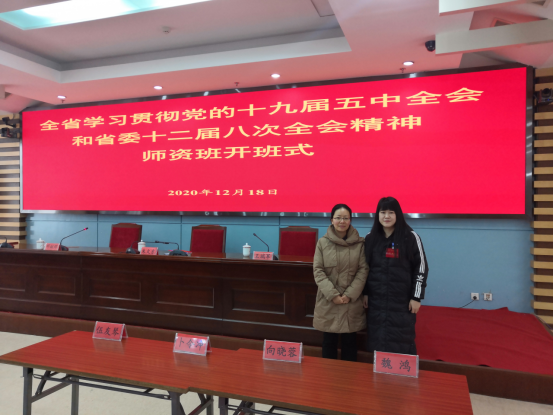 全省学习贯彻党的十九届五中全会
和省委十二届八次全会精神
师资班开班式
2020年12月18日
向晓蓉
魏鸿